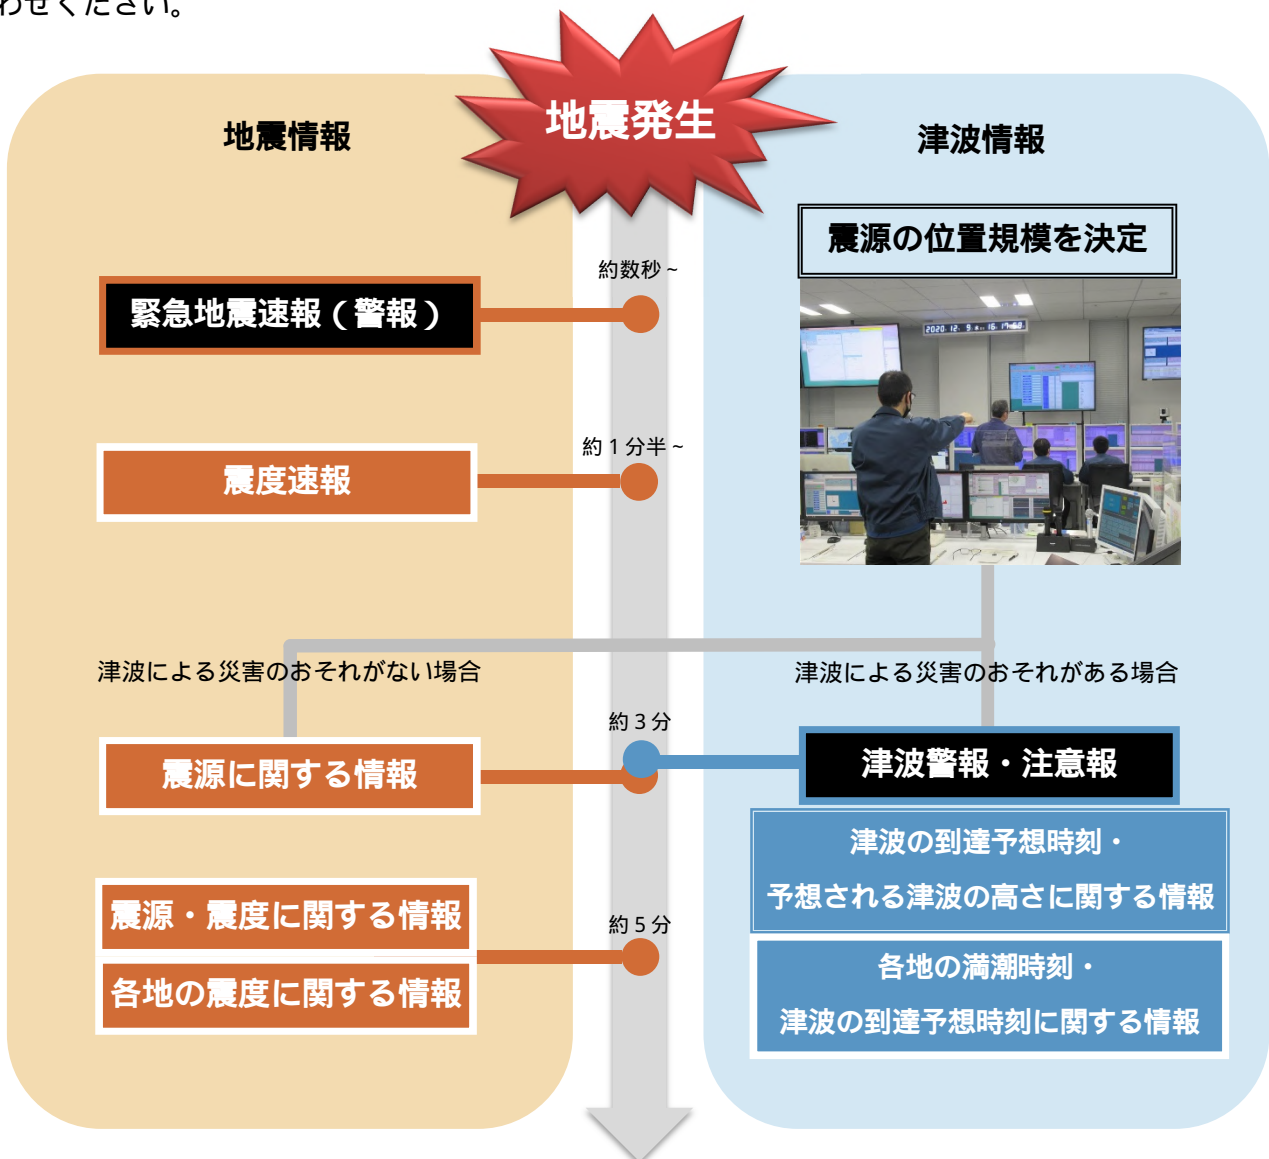 わせください。
地震発生
地震情報
津波情報
震源の位置規模を決定
約数秒~
緊急地震速報(警報)
2020. 12. 9. 16. 19
約1分半~
震度速報
津波による災害のおそれがない場合
津波による災害のおそれがある場合
約3分
震源に関する情報
津波警報・注意報
津波の到達予想時刻・
予想される津波の高さに関する情報
震源・震度に関する情報
約5分
各地の震度に関する情報
各地の満潮時刻・
津波の到達予想時刻に関する情報